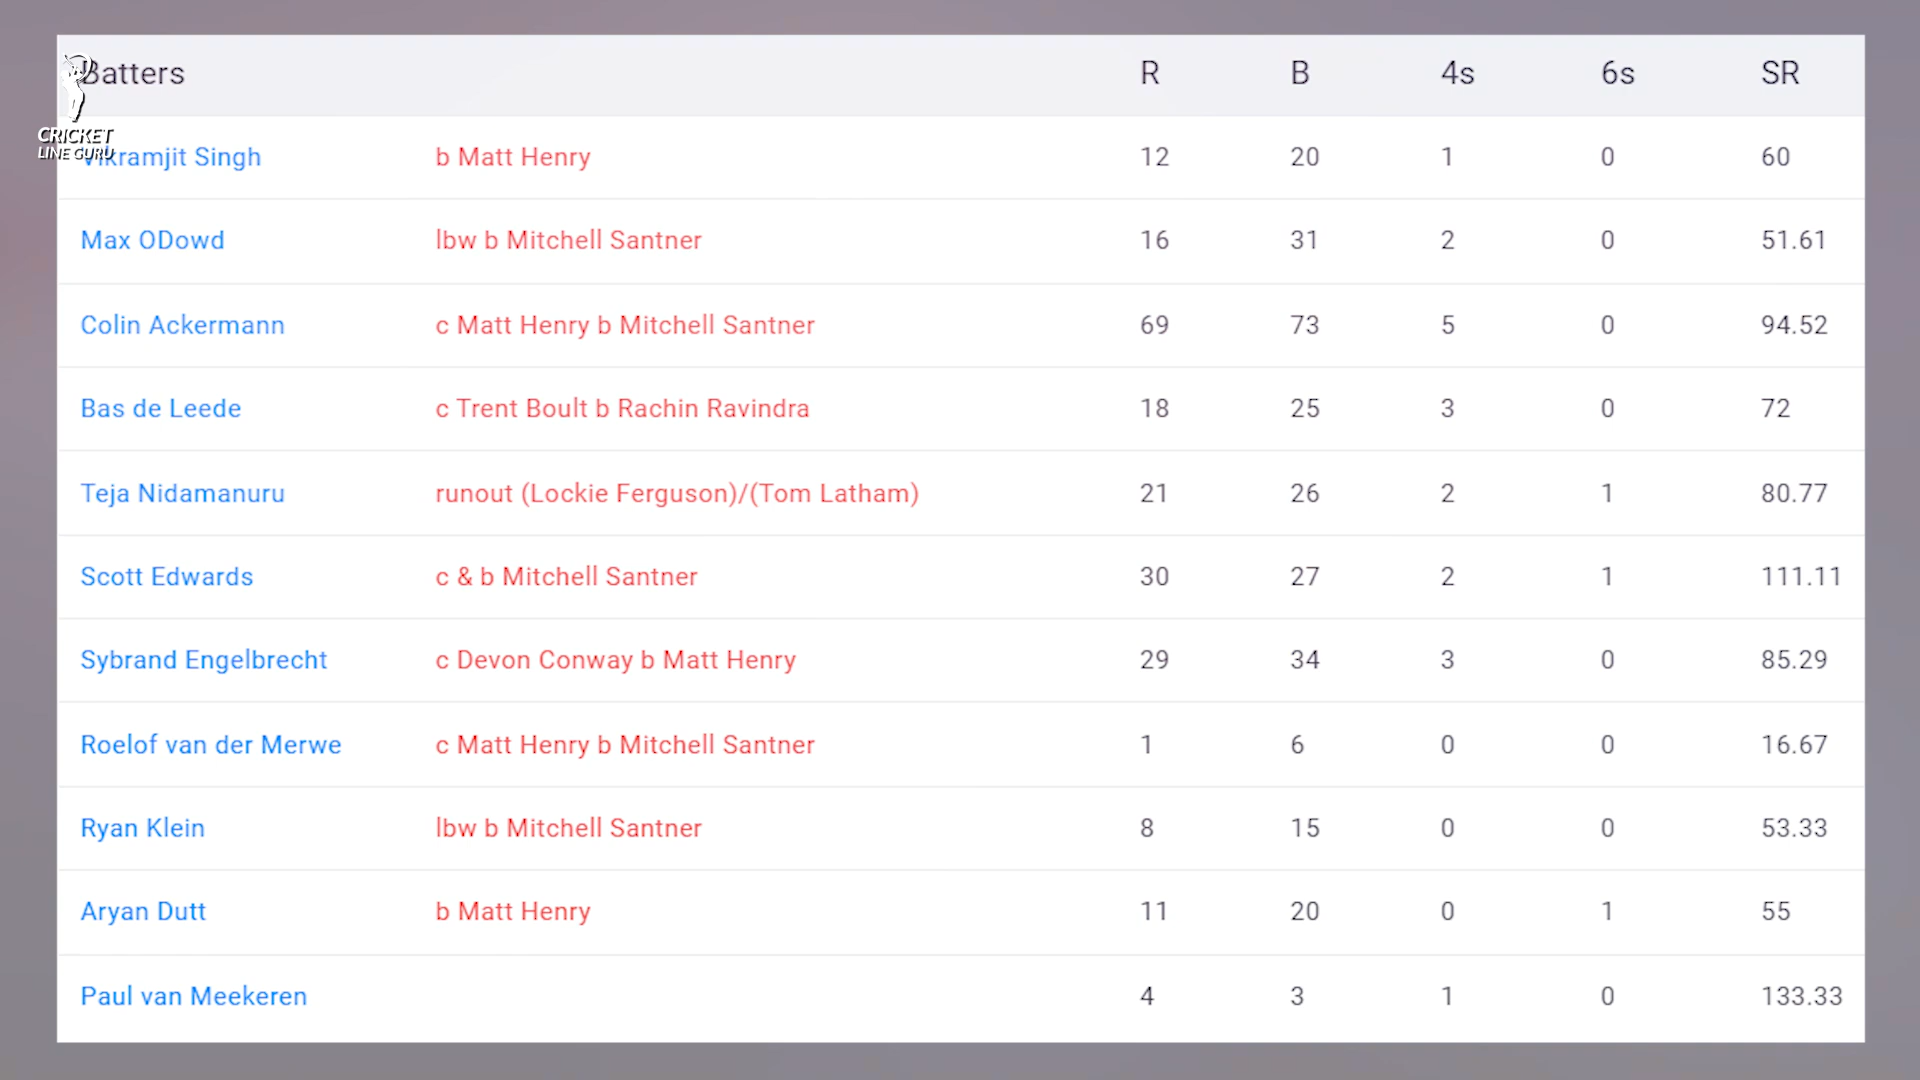 Batters R B 4s 6s SR
CRICKET
LINE GURU
Vikramjit Singh b Matt Henry 12 20 1 0 60
Max ODowd lbw b Mitchell Santner 16 31 2 0 51.61
Colin Ackermann c Matt Henry b Mitchell Santner 69 73 5 0 94.52
Bas de Leede c Trent Boult b Rachin Ravindra 18 25 3 0 72
Teja Nidamanuru runout (Lockie Ferguson)/(Tom Latham) 21 26 2 1 80.77
Scott Edwards c & b Mitchell Santner 30 27 2 1 111.11
Sybrand Engelbrecht c Devon Conway b Matt Henry 29 34 3 0 85.29
Roelof van der Merwe c Matt Henry b Mitchell Santner 1 6 0 0 16.67
Ryan Klein lbw b Mitchell Santner 8 15 0 0 53.33
Aryan Dutt b Matt Henry 11 20 0 1 55
Paul van Meekeren 4 3 1 0 133.33